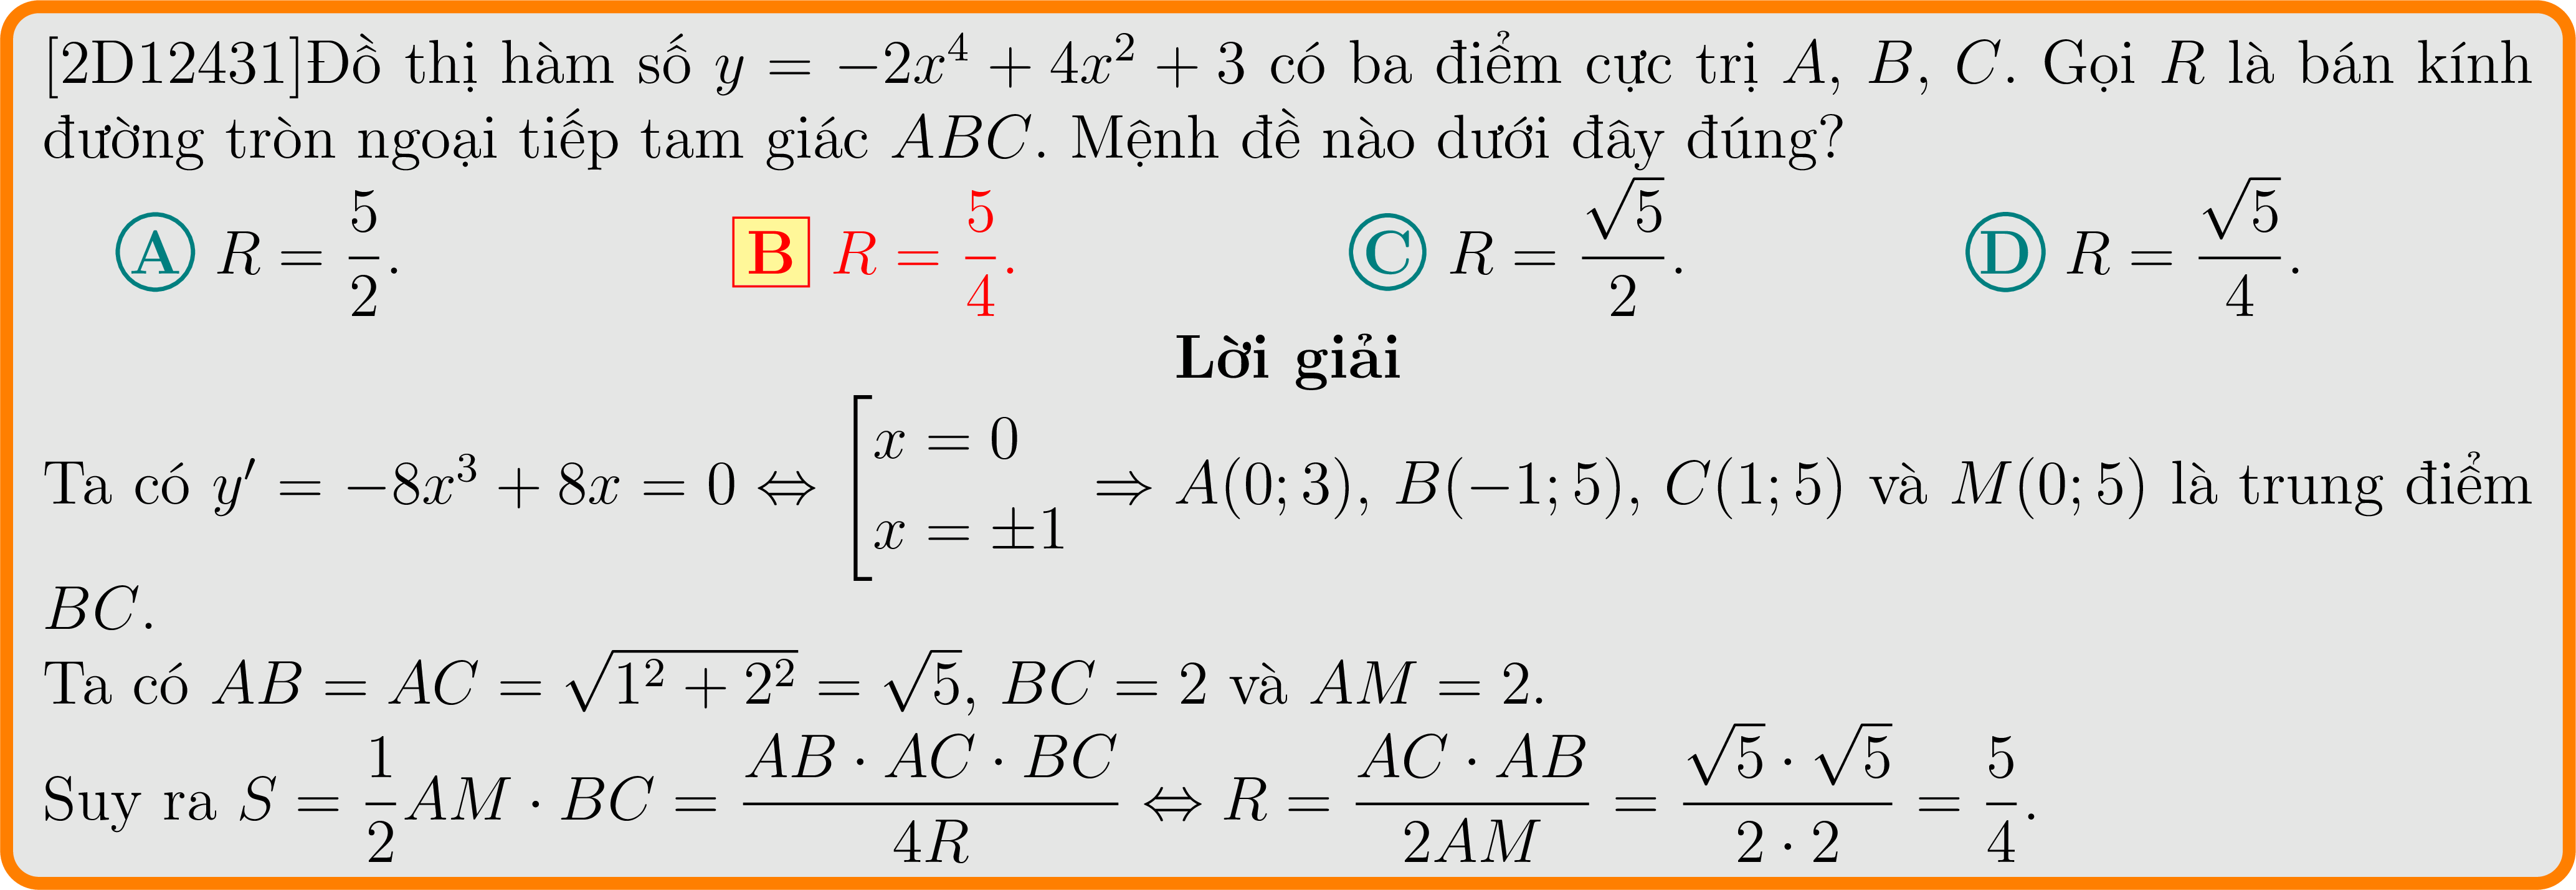 [2D12431]Đồ thị hàm số $y = -2x^4 + 4x^2 + 3$ có ba điểm cực trị $A$, $B$, $C$. Gọi $R$ là bán kính
đường tròn ngoại tiếp tam giác $ABC$. Mệnh đề nào dưới đây đúng?
A $R = \frac{5}{2}$. B $R = \frac{5}{4}$. C $R = \frac{\sqrt{5}}{2}$. D $R = \frac{\sqrt{5}}{4}$.
Lời giải
Ta có $y' = -8x^3 + 8x = 0 \Leftrightarrow \left[\begin{array}{l} x = 0 \\ x = \pm 1 \end{array}\right. \Rightarrow A(0; 3)$, $B(-1; 5)$, $C(1; 5)$ và $M(0; 5)$ là trung điểm
$BC$.
Ta có $AB = AC = \sqrt{1^2 + 2^2} = \sqrt{5}$, $BC = 2$ và $AM = 2$.
Suy ra $S = \frac{1}{2} AM \cdot BC = \frac{AB \cdot AC \cdot BC}{4R} \Leftrightarrow R = \frac{AC \cdot AB}{2AM} = \frac{\sqrt{5} \cdot \sqrt{5}}{2 \cdot 2} = \frac{5}{4}$.